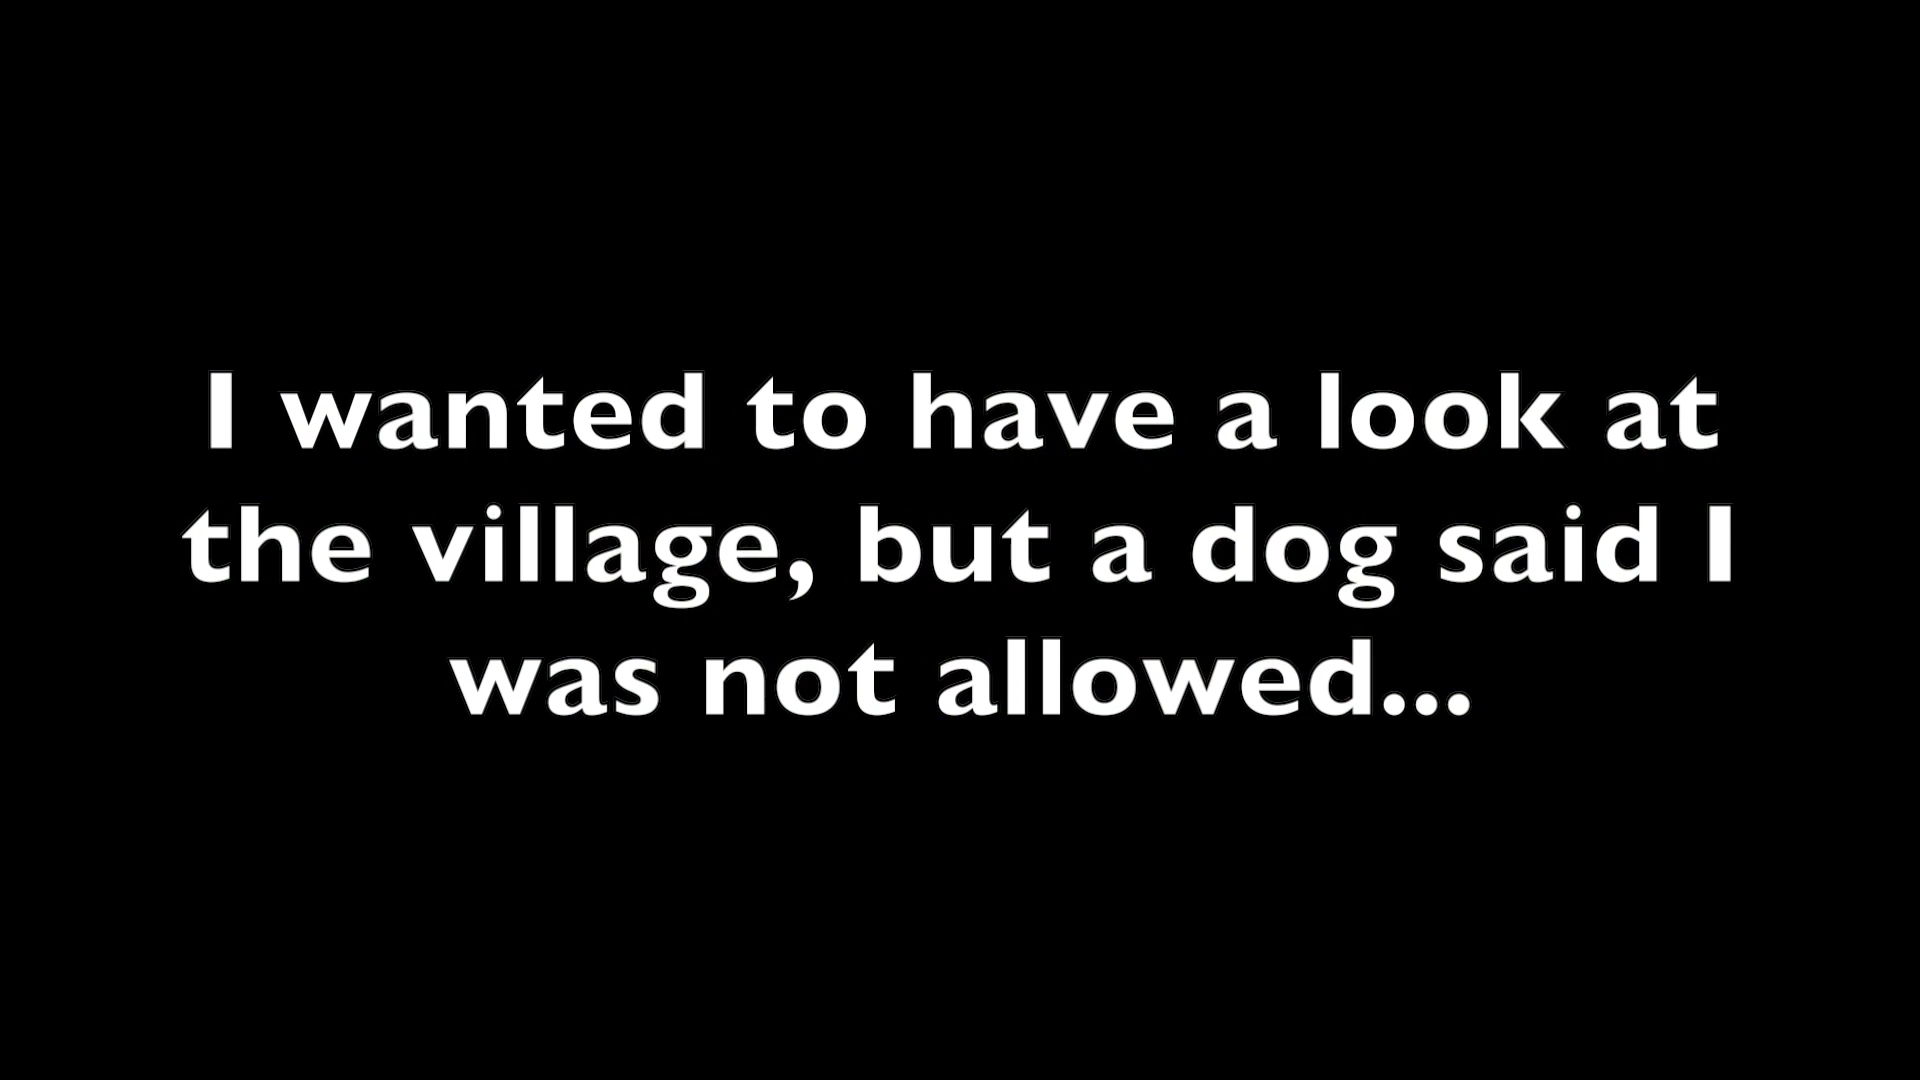 I wanted to have a look at
the village, but a dog said I
was not allowed...